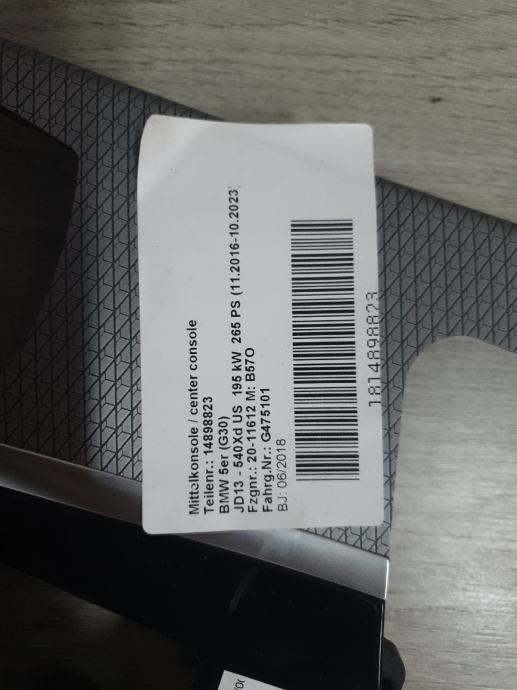 Mittelkonsole / center console
Teilenr.: 14898823
BMW 5er (G30)
JD13 - 540Xd US 195 kW 265 PS (11.2016-10.2023)
Fzgnr.: 20-11612 M: B57O
Fahrg.Nr.: G475101
BJ: 06/2018
1814898823